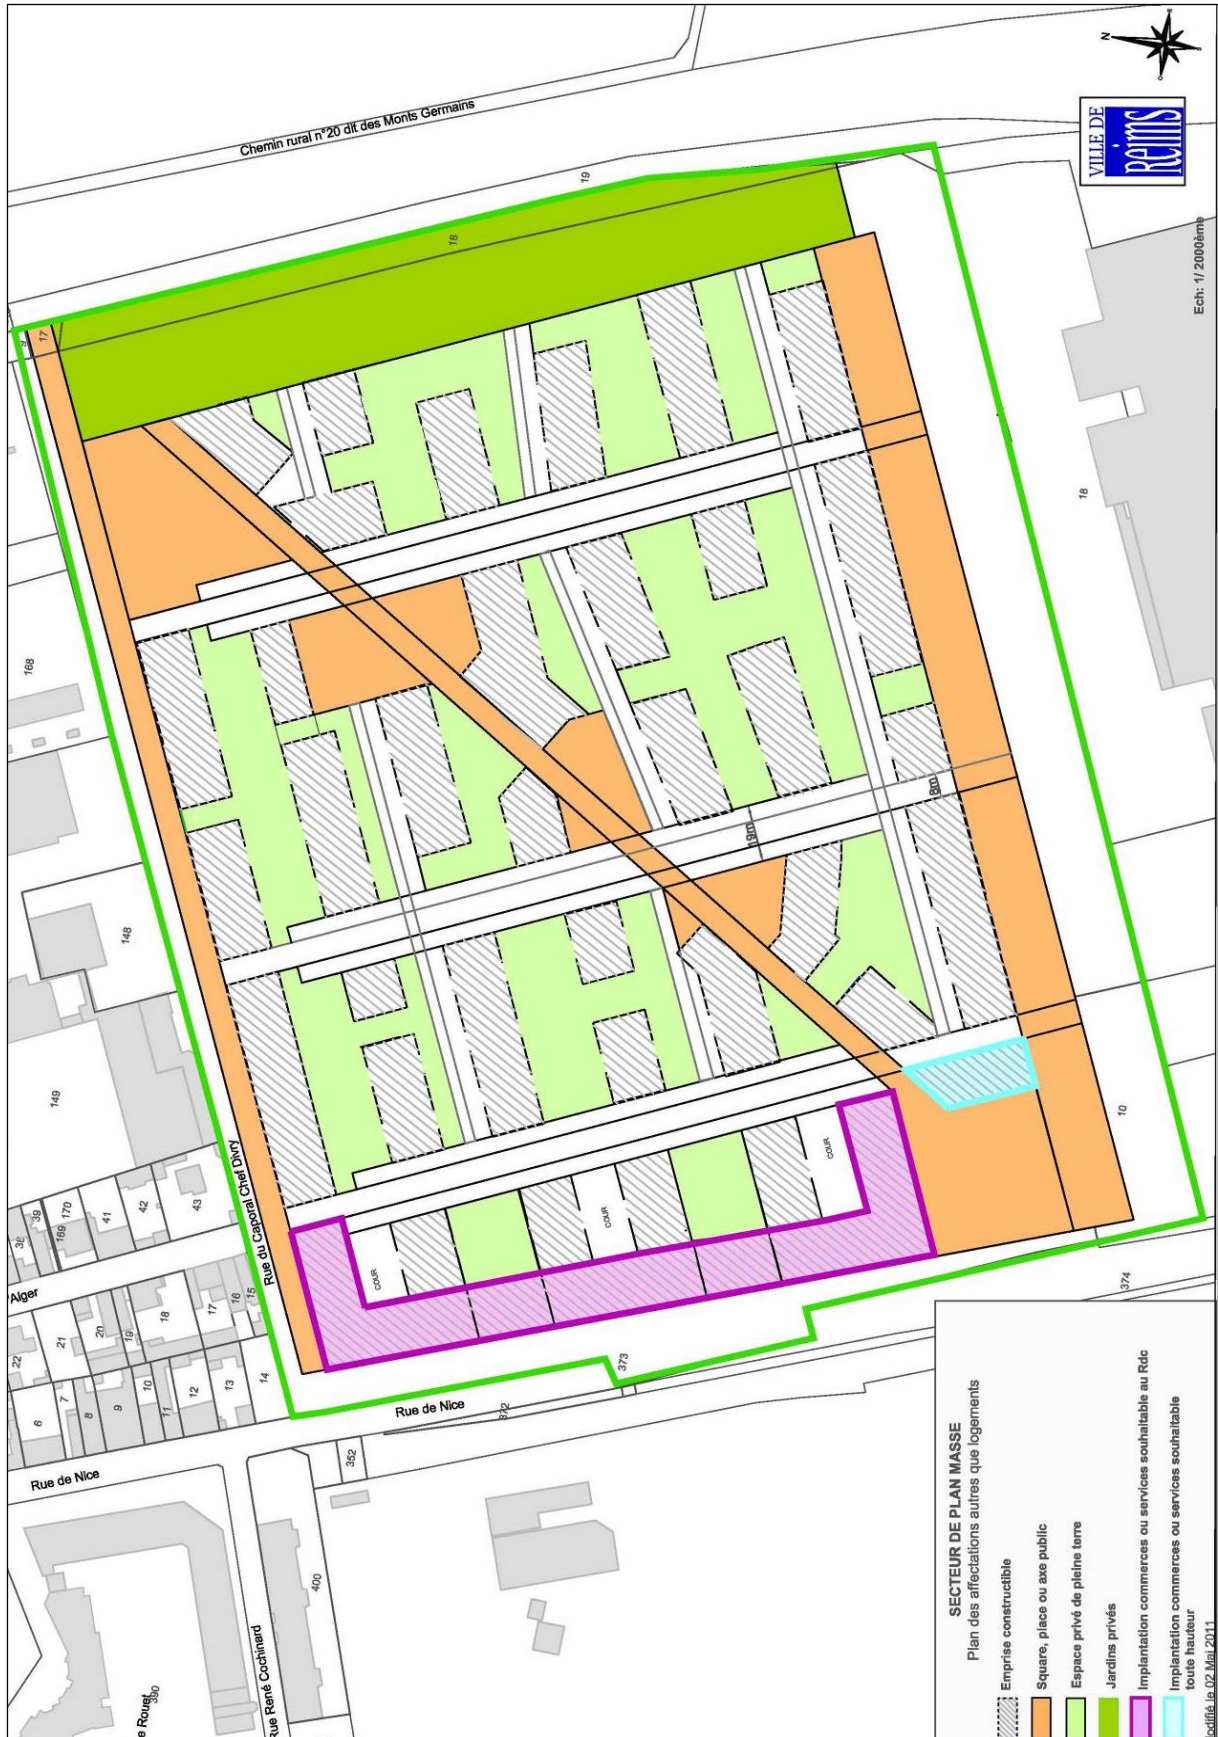 Chemin rural n°20 dit des Monts Germains
N
VILLE DE
REIMS
Ech: 1/ 2000ème
19
18
17
168
148
149
Rue du Caporal Chef Divry
39
170
169
41
42
43
Alger
22
21
20
19
18
17
16
15
6
7
8
9
10
11
12
13
14
Rue de Nice
Rue de Nice
372
373
374
352
400
390
Rue René Cochinard
e Rouet
19m
8m
18
10
COUR
COUR
COUR
SECTEUR DE PLAN MASSE
Plan des affectations autres que logements
Emprise constructible
Square, place ou axe public
Espace privé de pleine terre
Jardins privés
Implantation commerces ou services souhaitable au Rdc
Implantation commerces ou services souhaitable
toute hauteur
odifié le 02 Mai 2011